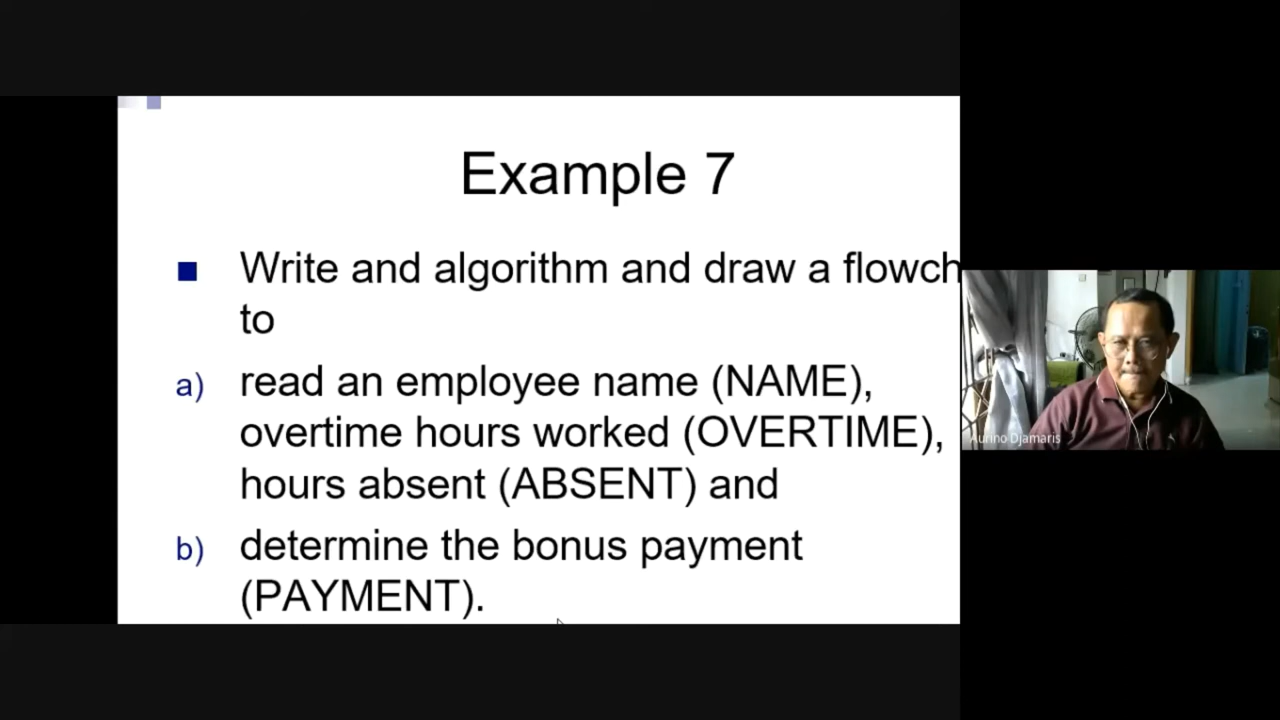 Example 7
Write and algorithm and draw a flowch
to
a) read an employee name (NAME),
overtime hours worked (OVERTIME),
hours absent (ABSENT) and
b) determine the bonus payment
(PAYMENT).
Aurino Djamaris